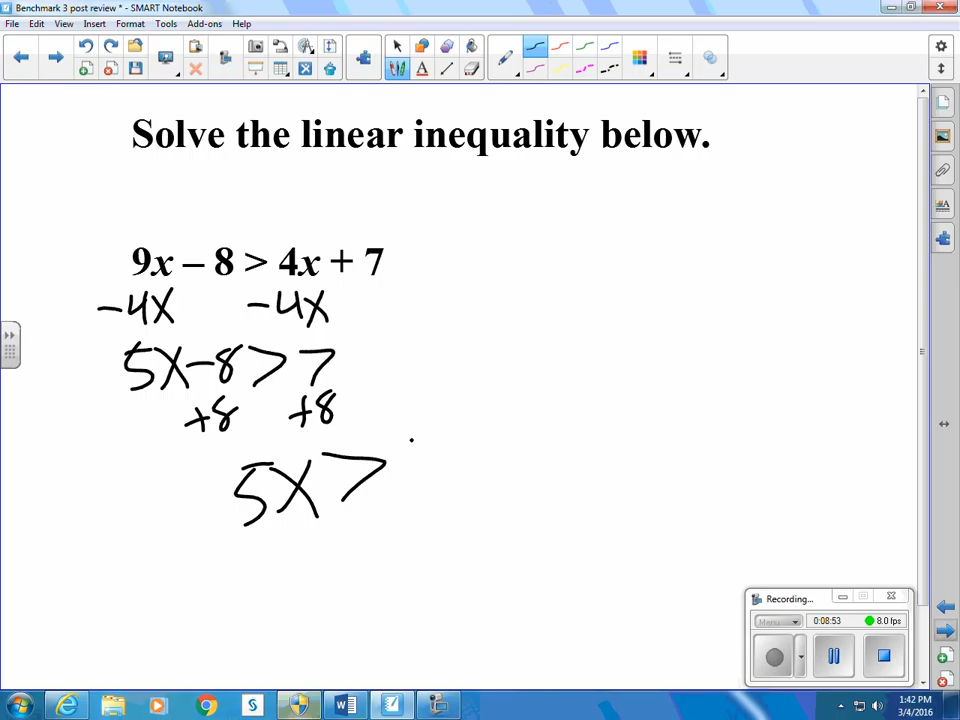 Benchmark 3 post review * - SMART Notebook
File Edit View Insert Format Tools Add-ons Help
Solve the linear inequality below.
9x – 8 > 4x + 7
-4x -4x
5x-8>7
+8 +8
5x>
Recording...
Menu 0:08:53 8.0 fps
1:42 PM
3/4/2016